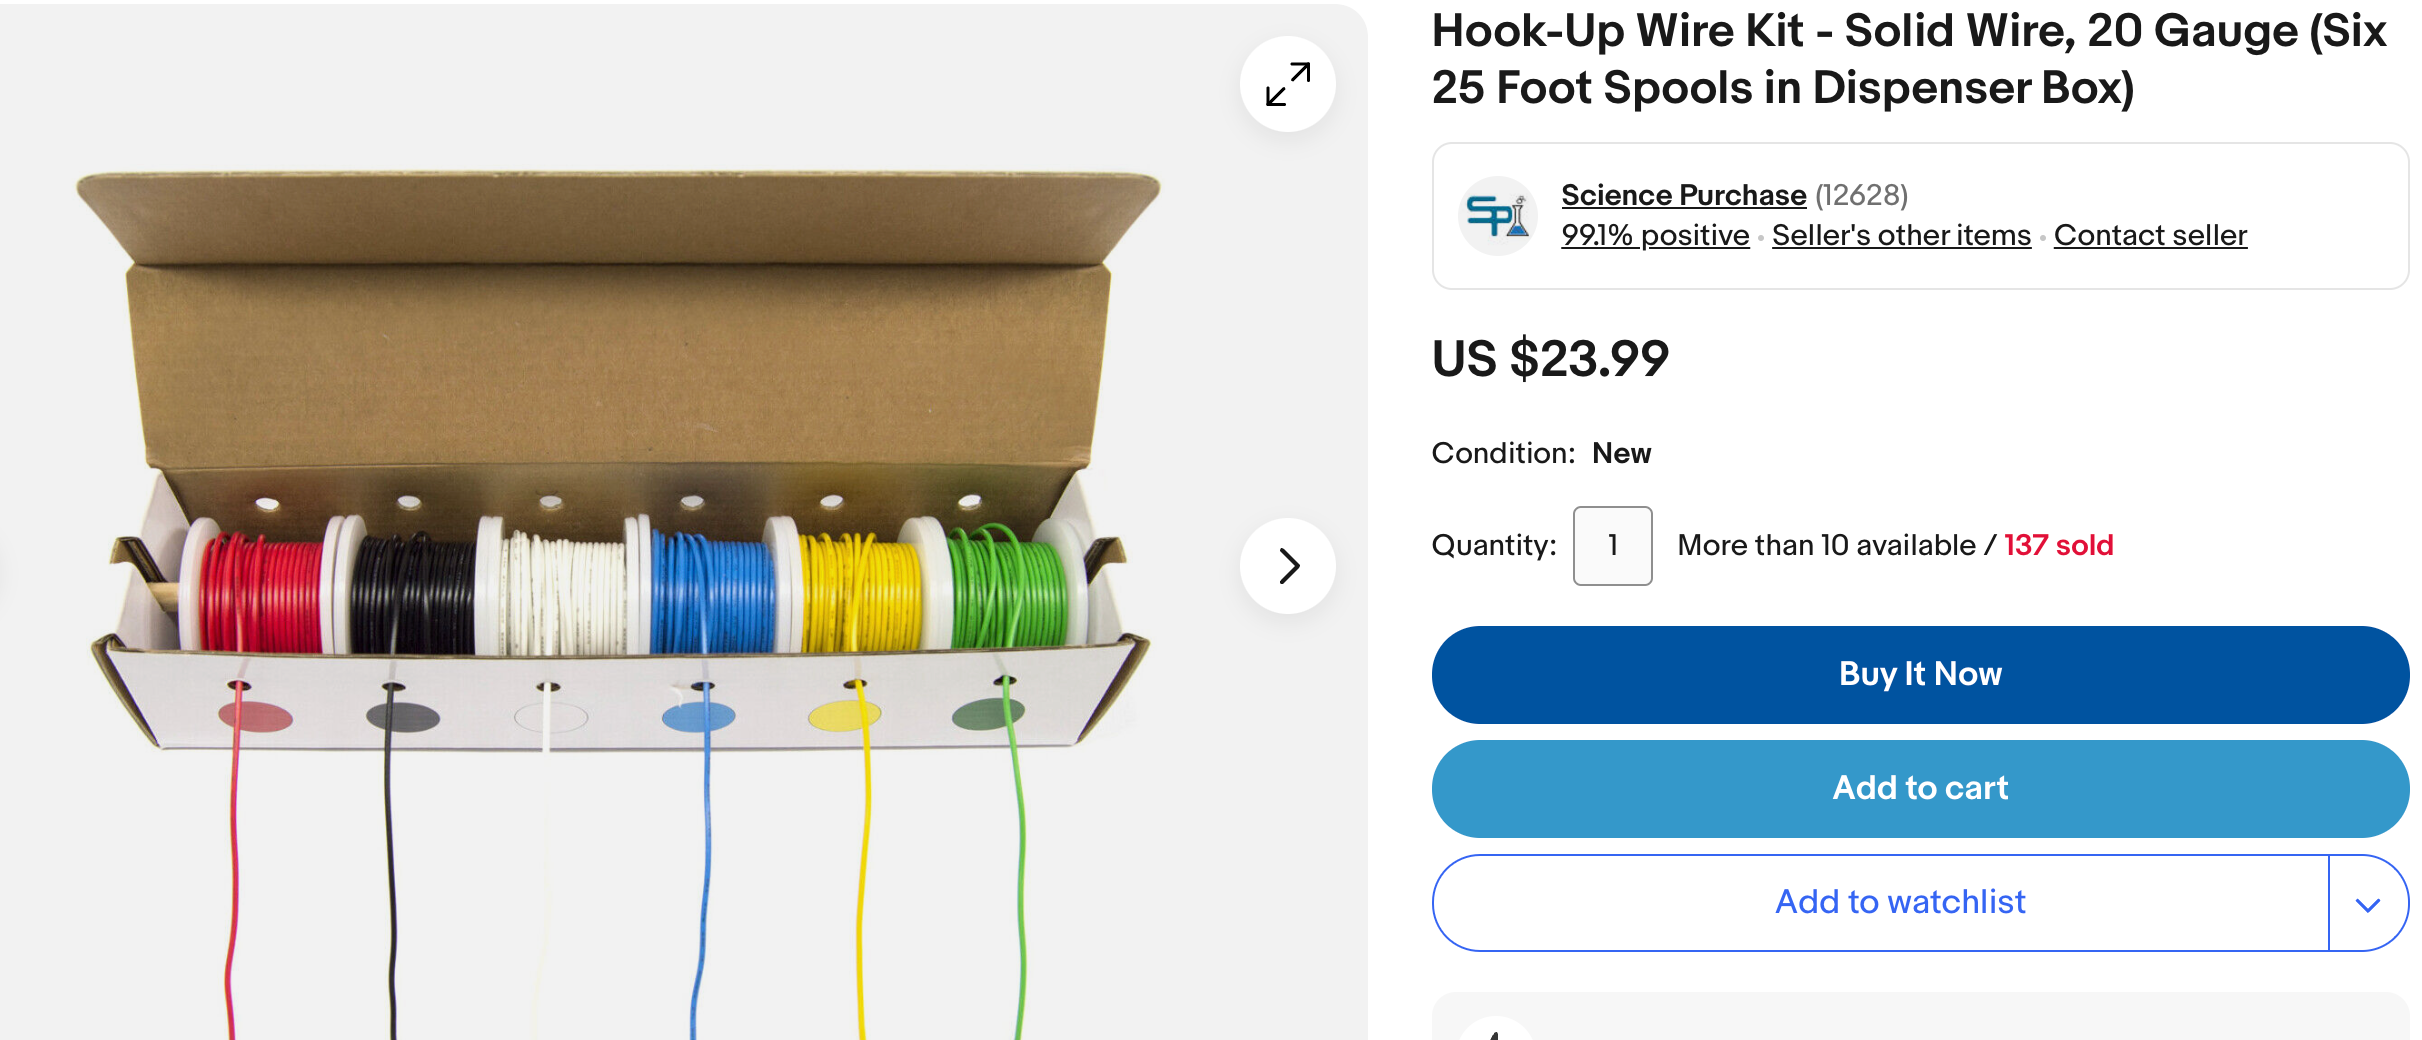 Hook-Up Wire Kit - Solid Wire, 20 Gauge (Six
25 Foot Spools in Dispenser Box)
SP
Science Purchase (12628)
99.1% positive • Seller's other items • Contact seller
US $23.99
Condition: New
Quantity: 1 More than 10 available / 137 sold
Buy It Now
Add to cart
Add to watchlist